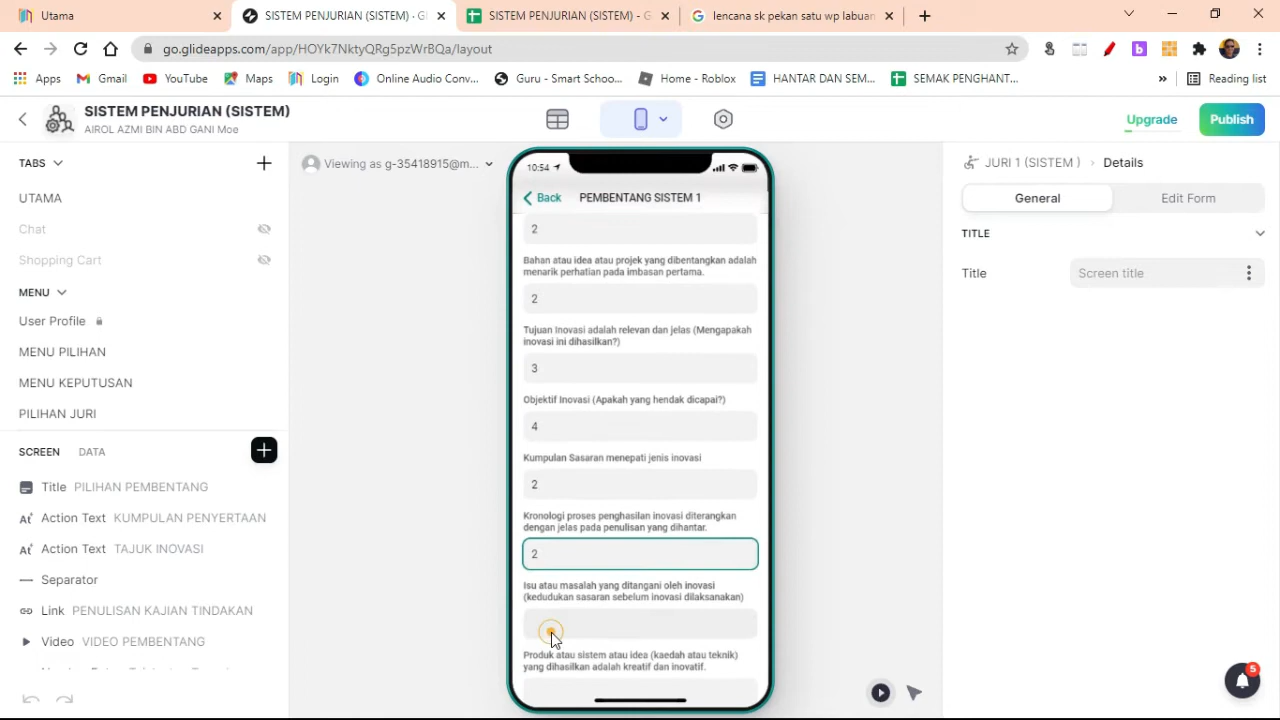 Utama
SISTEM PENJURIAN (SISTEM) · G
SISTEM PENJURIAN (SISTEM) - G
lencana sk pekan satu wp labuan
go.glideapps.com/app/HOYk7NktyQRg5pzWrBQa/layout
Apps
Gmail
YouTube
Maps
Login
Online Audio Conv...
Guru - Smart Schoo...
Home - Roblox
HANTAR DAN SEM...
SEMAK PENGHANT...
Reading list
SISTEM PENJURIAN (SISTEM)
AIROL AZMI BIN ABD GANI Moe
Upgrade
Publish
TABS
UTAMA
Chat
Shopping Cart
MENU
User Profile
MENU PILIHAN
MENU KEPUTUSAN
PILIHAN JURI
SCREEN
DATA
Title PILIHAN PEMBENTANG
Action Text KUMPULAN PENYERTAAN
Action Text TAJUK INOVASI
Separator
Link PENULISAN KAJIAN TINDAKAN
Video VIDEO PEMBENTANG
Viewing as g-35418915@m...
10:54
Back
PEMBENTANG SISTEM 1
2
Bahan atau idea atau projek yang dibentangkan adalah
menarik perhatian pada imbasan pertama.
2
Tujuan Inovasi adalah relevan dan jelas (Mengapakah
inovasi ini dihasilkan?)
3
Objektif Inovasi (Apakah yang hendak dicapai?)
4
Kumpulan Sasaran menepati jenis inovasi
2
Kronologi proses penghasilan inovasi diterangkan
dengan jelas pada penulisan yang dihantar.
2
Isu atau masalah yang ditangani oleh inovasi
(kedudukan sasaran sebelum inovasi dilaksanakan)
Produk atau sistem atau idea (kaedah atau teknik)
yang dihasilkan adalah kreatif dan inovatif.
JURI 1 (SISTEM )
Details
General
Edit Form
TITLE
Title
Screen title
5